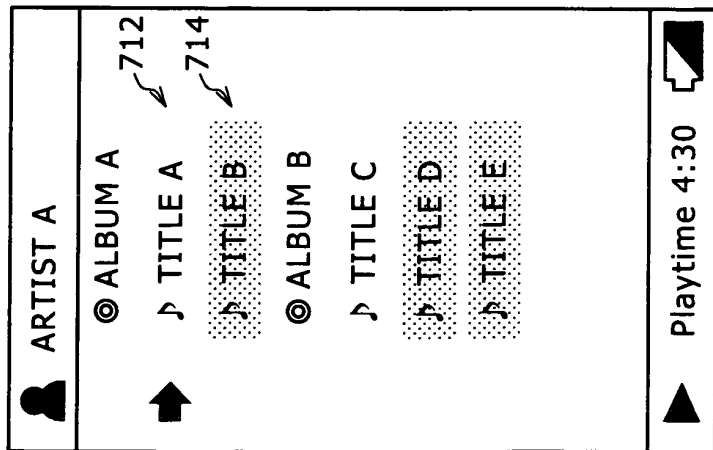 ARTIST A
ALBUM A
TITLE A
712
TITLE B
714
ALBUM B
TITLE C
TITLE D
TITLE E
Playtime 4:30